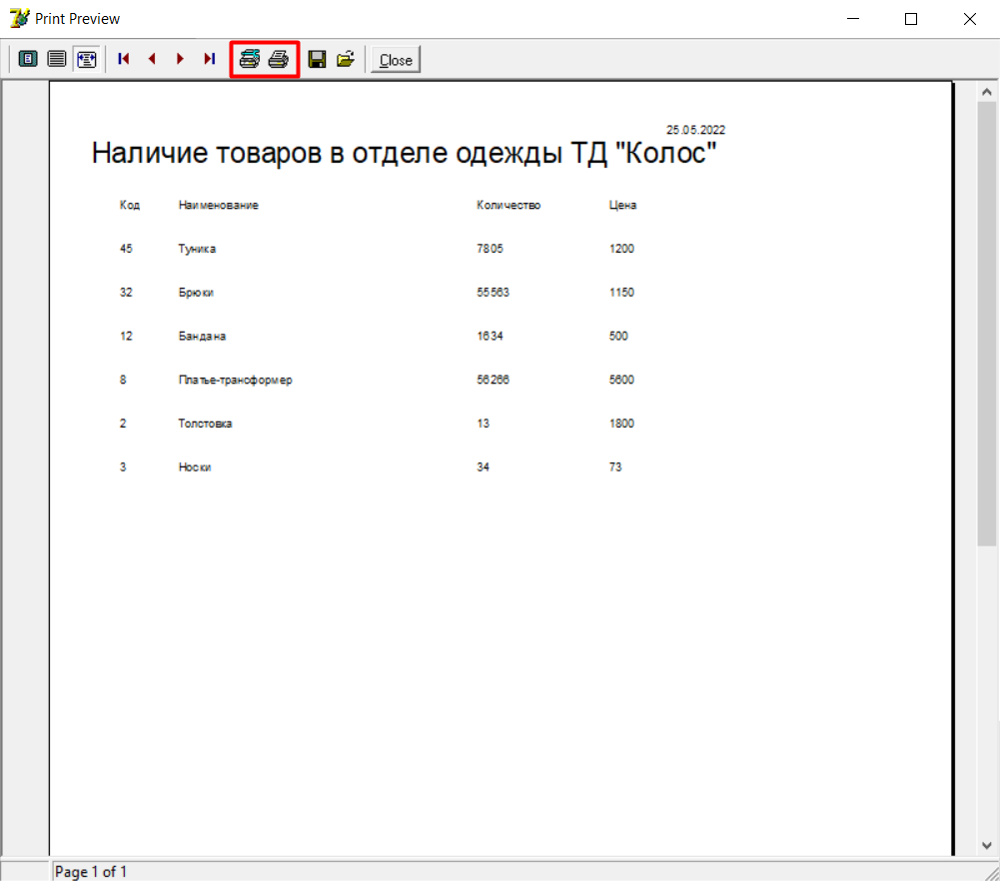 Print Preview
Close
25.05.2022
Наличие товаров в отделе одежды ТД "Колос"
Код Наименование Количество Цена
45 Туника 7805 1200
32 Брюки 55563 1150
12 Бандана 1634 500
8 Платье-трансформер 56266 5600
2 Толстовка 13 1800
3 Носки 34 73
Page 1 of 1